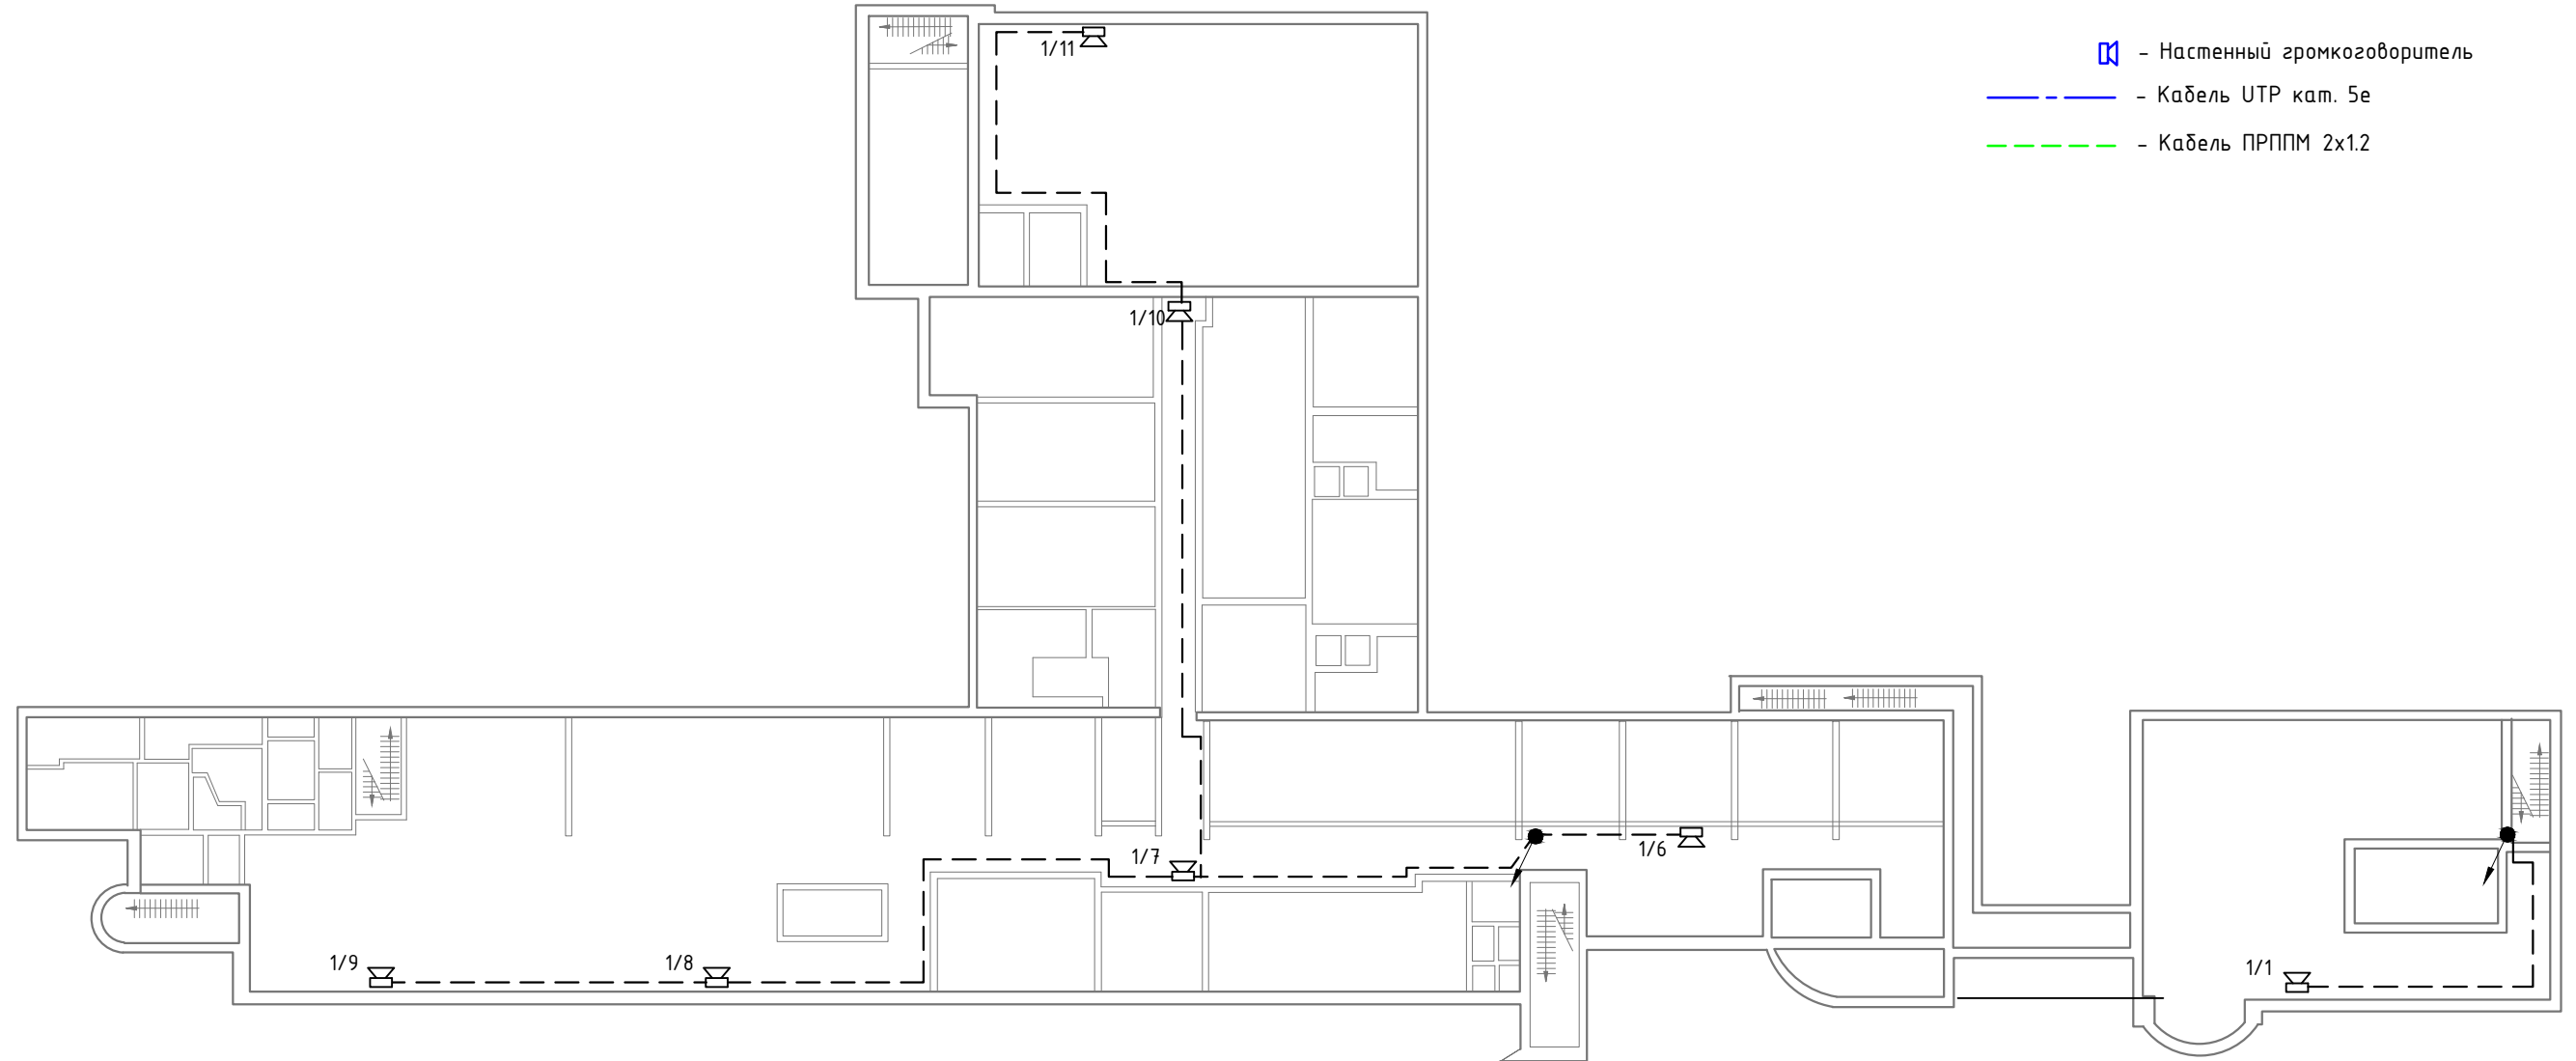 1/11
– Настенный громкоговоритель
– Кабель UTP кат. 5е
– Кабель ПРППМ 2х1.2
1/10
1/7
1/6
1/9
1/8
1/1